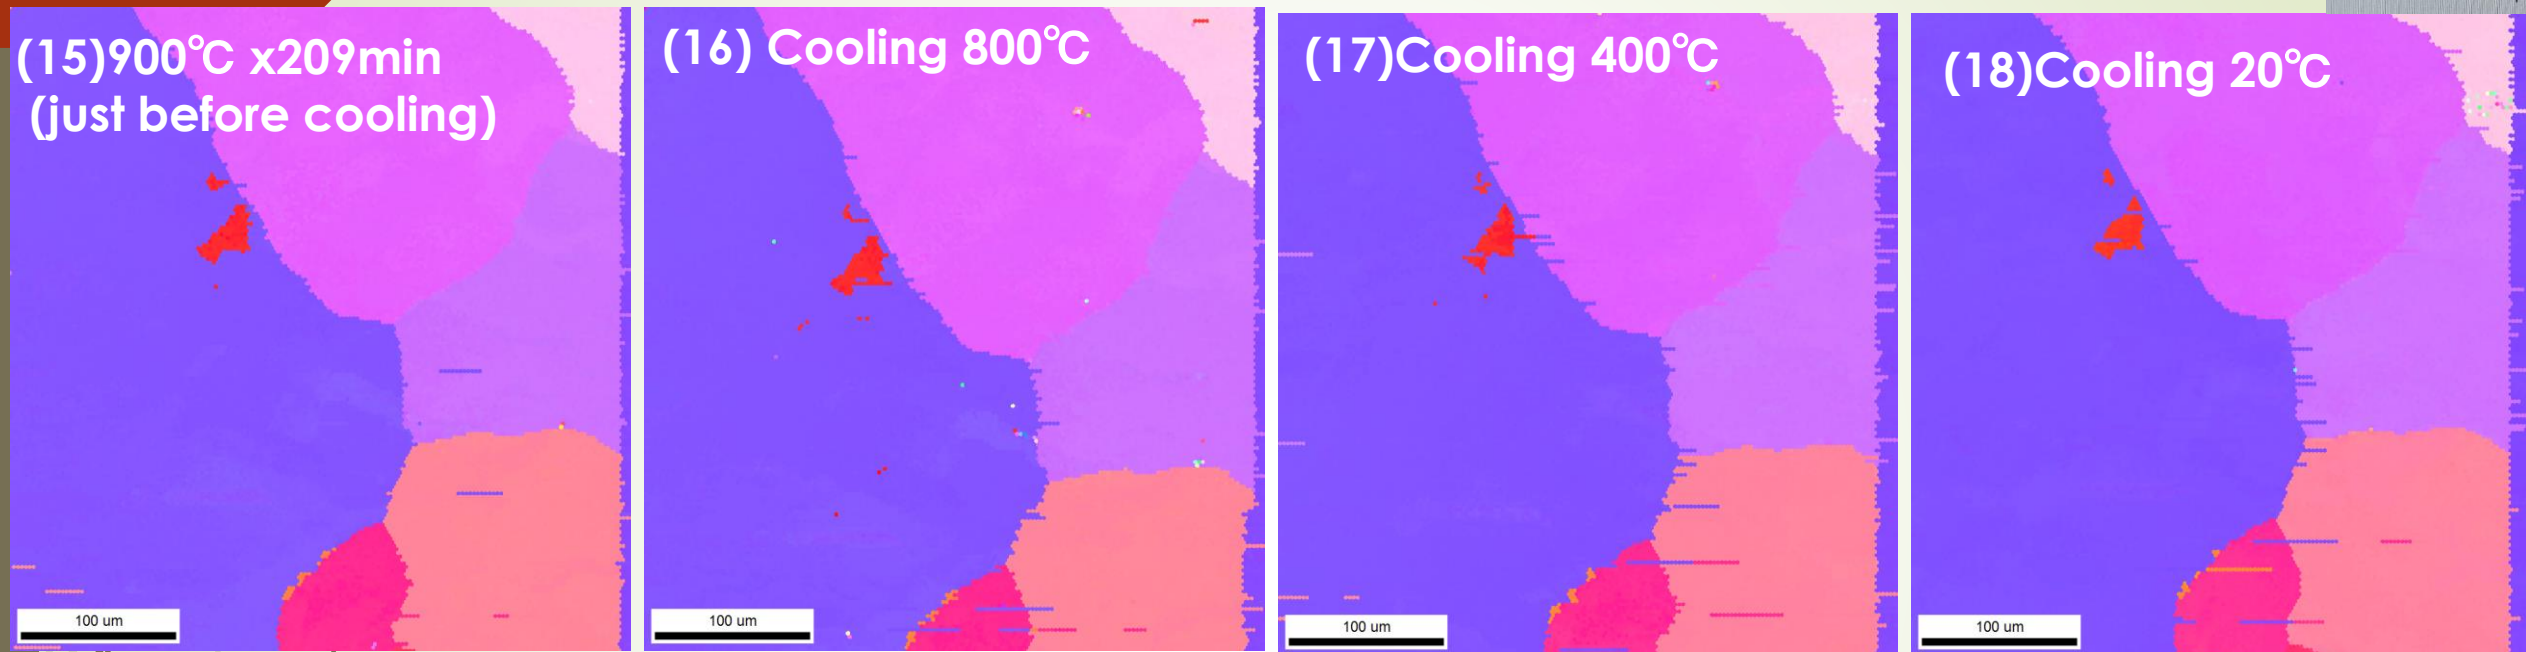 (15)900℃ x209min
(just before cooling)
(16) Cooling 800℃
(17)Cooling 400℃
(18)Cooling 20℃
100 um
100 um
100 um
100 um